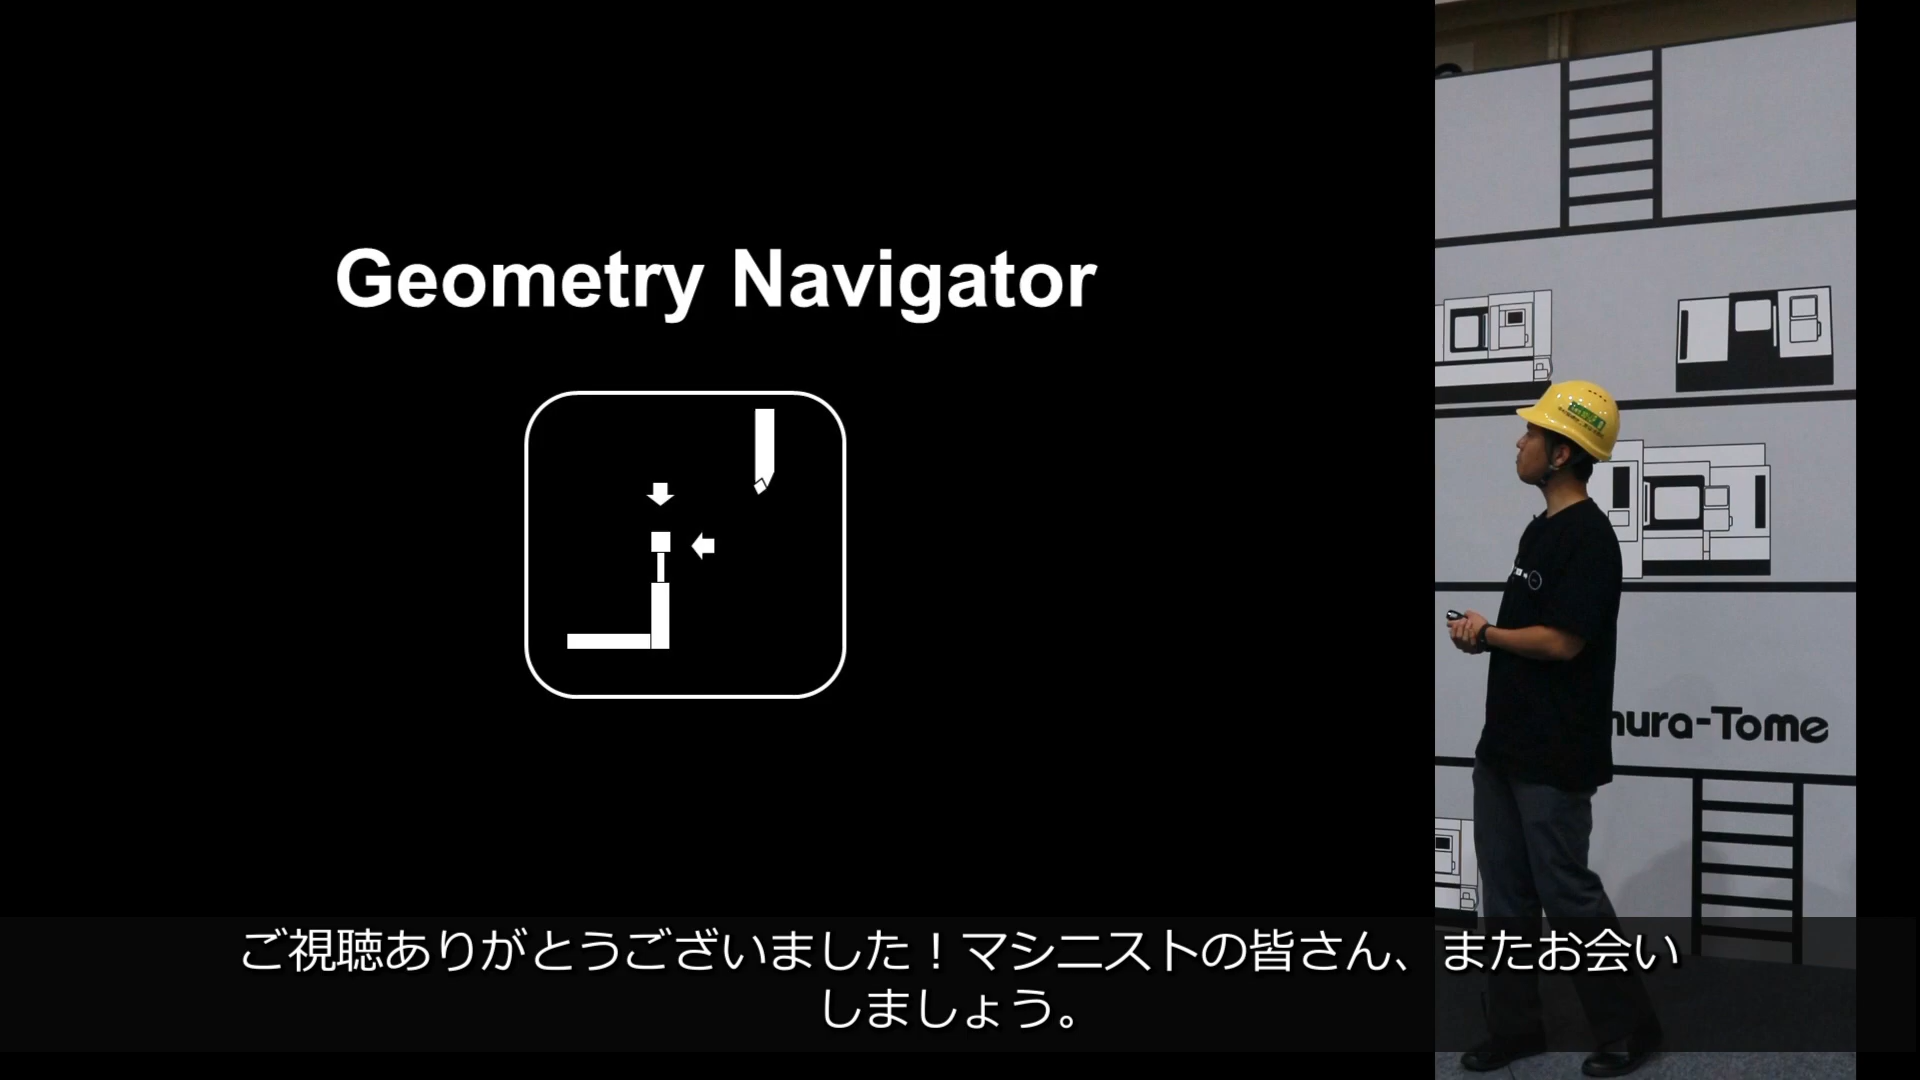 Geometry Navigator
mura-Tome
ご視聴ありがとうございました！マシニストの皆さん、またお会い
しましょう。